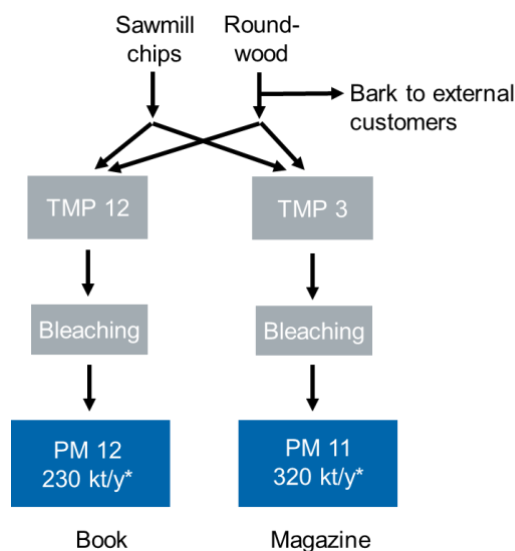 Sawmill
chips
Round-
wood
Bark to external
customers
TMP 12
TMP 3
Bleaching
Bleaching
PM 12
230 kt/y*
PM 11
320 kt/y*
Book
Magazine